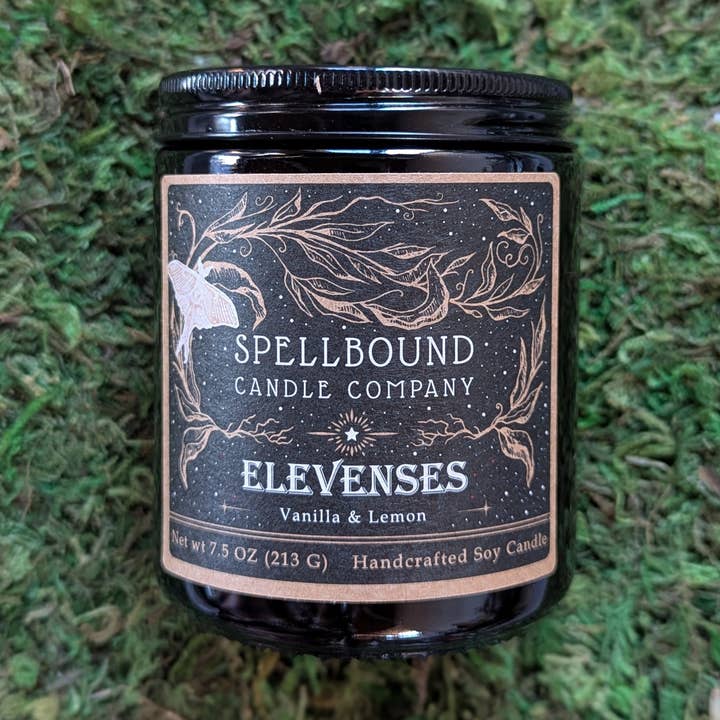 SPELLBOUND
CANDLE COMPANY
ELEVENSES
Vanilla & Lemon
Net wt 7.5 OZ (213 G) Handcrafted Soy Candle